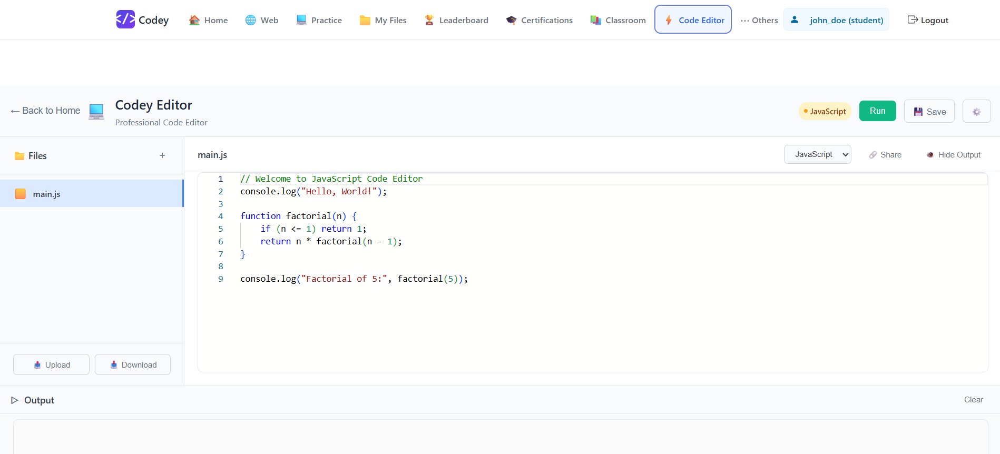 </> Codey Home Web Practice My Files Leaderboard Certifications Classroom Code Editor ··· Others john_doe (student) Logout
← Back to Home
Codey Editor
Professional Code Editor
JavaScript Run Save
Files +
main.js
Upload Download
main.js JavaScript Share Hide Output
1 // Welcome to JavaScript Code Editor
2 console.log("Hello, World!");
3
4 function factorial(n) {
5     if (n <= 1) return 1;
6     return n * factorial(n - 1);
7 }
8
9 console.log("Factorial of 5:", factorial(5));
Output Clear